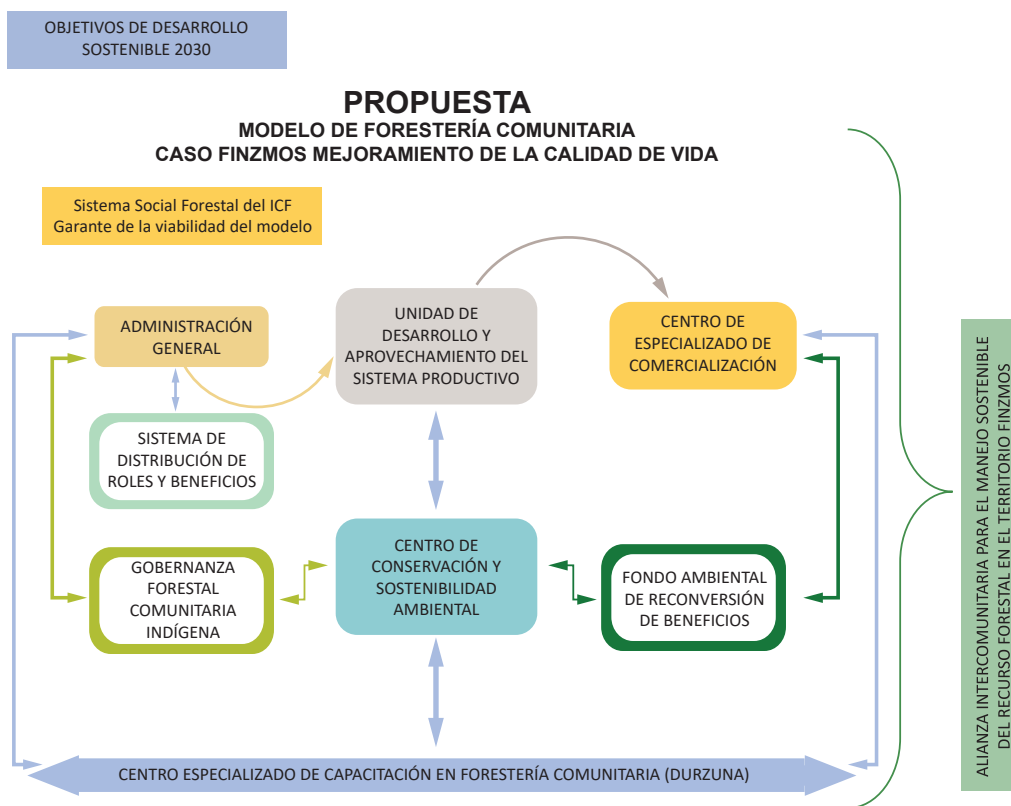 OBJETIVOS DE DESARROLLO
SOSTENIBLE 2030
PROPUESTA
MODELO DE FORESTERÍA COMUNITARIA
CASO FINZMOS MEJORAMIENTO DE LA CALIDAD DE VIDA
Sistema Social Forestal del ICF
Garante de la viabilidad del modelo
ADMINISTRACIÓN
GENERAL
UNIDAD DE
DESARROLLO Y
APROVECHAMIENTO DEL
SISTEMA PRODUCTIVO
CENTRO DE
ESPECIALIZADO DE
COMERCIALIZACIÓN
SISTEMA DE
DISTRIBUCIÓN DE
ROLES Y BENEFICIOS
GOBERNANZA
FORESTAL
COMUNITARIA
INDÍGENA
CENTRO DE
CONSERVACIÓN Y
SOSTENIBILIDAD
AMBIENTAL
FONDO AMBIENTAL
DE RECONVERSIÓN
DE BENEFICIOS
CENTRO ESPECIALIZADO DE CAPACITACIÓN EN FORESTERÍA COMUNITARIA (DURZUNA)
ALIANZA INTERCOMUNITARIA PARA EL MANEJO SOSTENIBLE
DEL RECURSO FORESTAL EN EL TERRITORIO FINZMOS